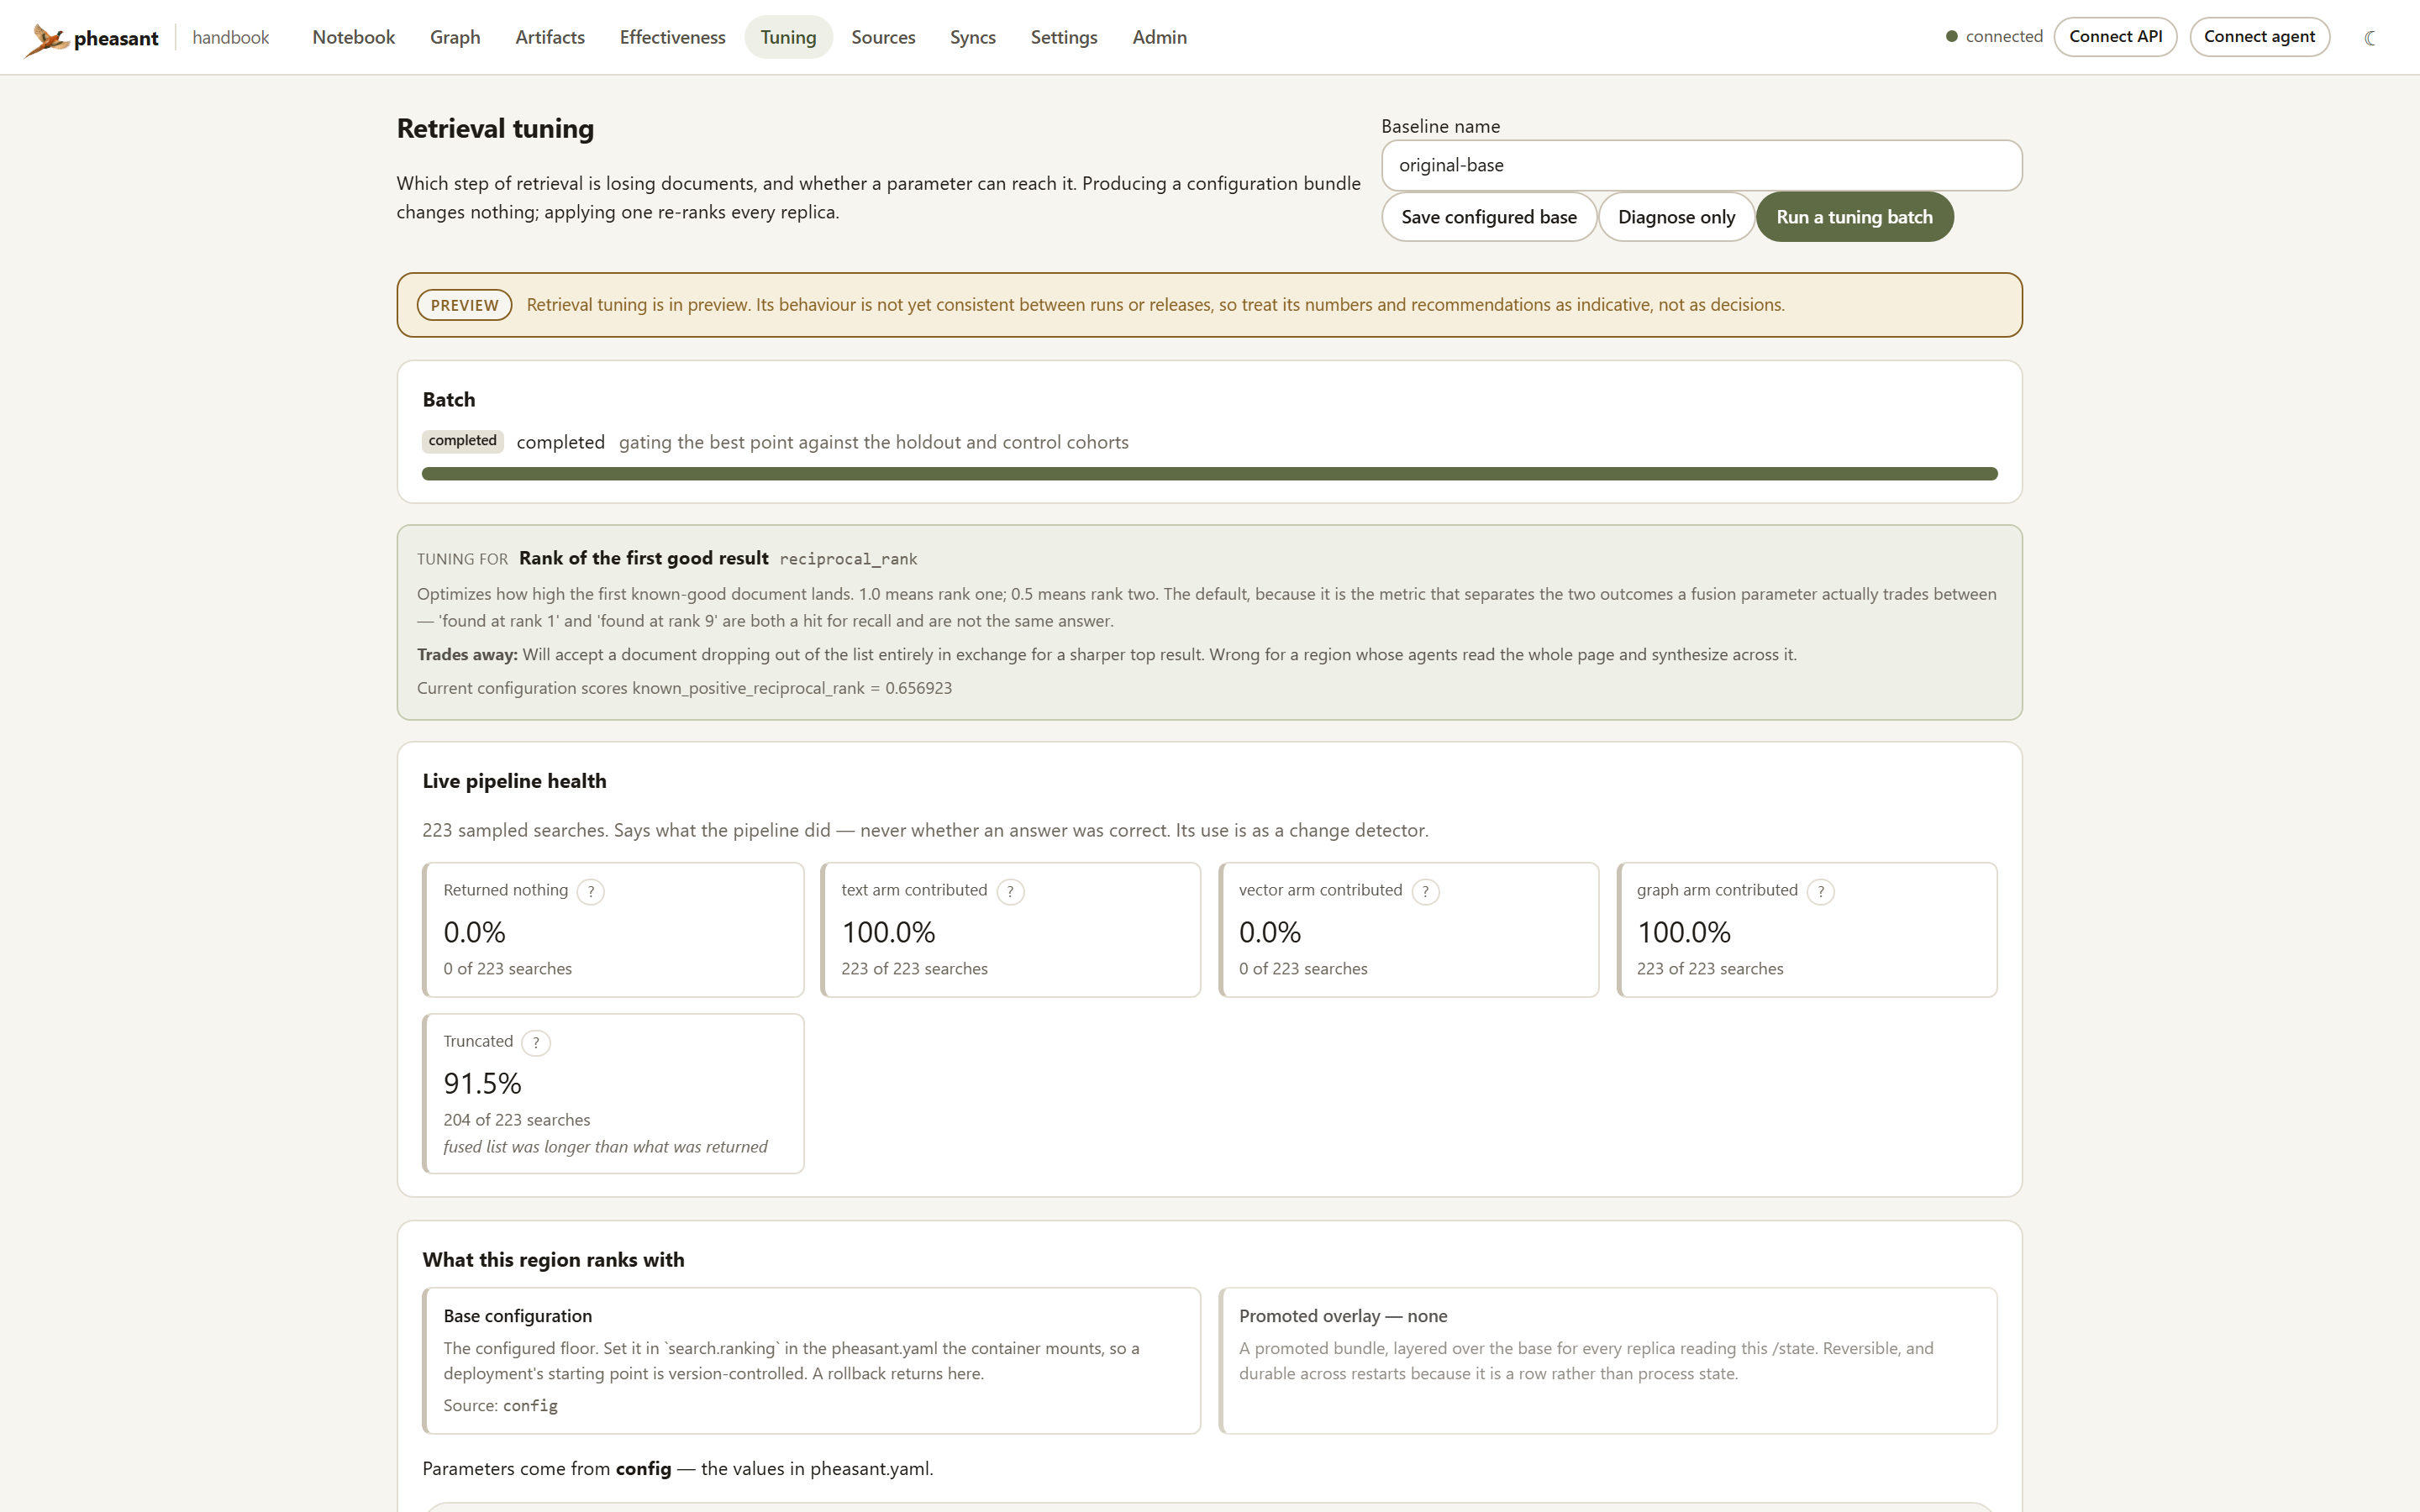 pheasant
handbook
Notebook
Graph
Artifacts
Effectiveness
Tuning
Sources
Syncs
Settings
Admin
connected
Connect API
Connect agent
Retrieval tuning
Which step of retrieval is losing documents, and whether a parameter can reach it. Producing a configuration bundle
changes nothing; applying one re-ranks every replica.
Baseline name
original-base
Save configured base
Diagnose only
Run a tuning batch
PREVIEW
Retrieval tuning is in preview. Its behaviour is not yet consistent between runs or releases, so treat its numbers and recommendations as indicative, not as decisions.
Batch
completed completed gating the best point against the holdout and control cohorts
TUNING FOR Rank of the first good result reciprocal_rank
Optimizes how high the first known-good document lands. 1.0 means rank one; 0.5 means rank two. The default, because it is the metric that separates the two outcomes a fusion parameter actually trades between
— 'found at rank 1' and 'found at rank 9' are both a hit for recall and are not the same answer.
Trades away: Will accept a document dropping out of the list entirely in exchange for a sharper top result. Wrong for a region whose agents read the whole page and synthesize across it.
Current configuration scores known_positive_reciprocal_rank = 0.656923
Live pipeline health
223 sampled searches. Says what the pipeline did — never whether an answer was correct. Its use is as a change detector.
Returned nothing ?
0.0%
0 of 223 searches
text arm contributed ?
100.0%
223 of 223 searches
vector arm contributed ?
0.0%
0 of 223 searches
graph arm contributed ?
100.0%
223 of 223 searches
Truncated ?
91.5%
204 of 223 searches
fused list was longer than what was returned
What this region ranks with
Base configuration
The configured floor. Set it in `search.ranking` in the pheasant.yaml the container mounts, so a
deployment's starting point is version-controlled. A rollback returns here.
Source: config
Promoted overlay — none
A promoted bundle, layered over the base for every replica reading this /state. Reversible, and
durable across restarts because it is a row rather than process state.
Parameters come from config — the values in pheasant.yaml.